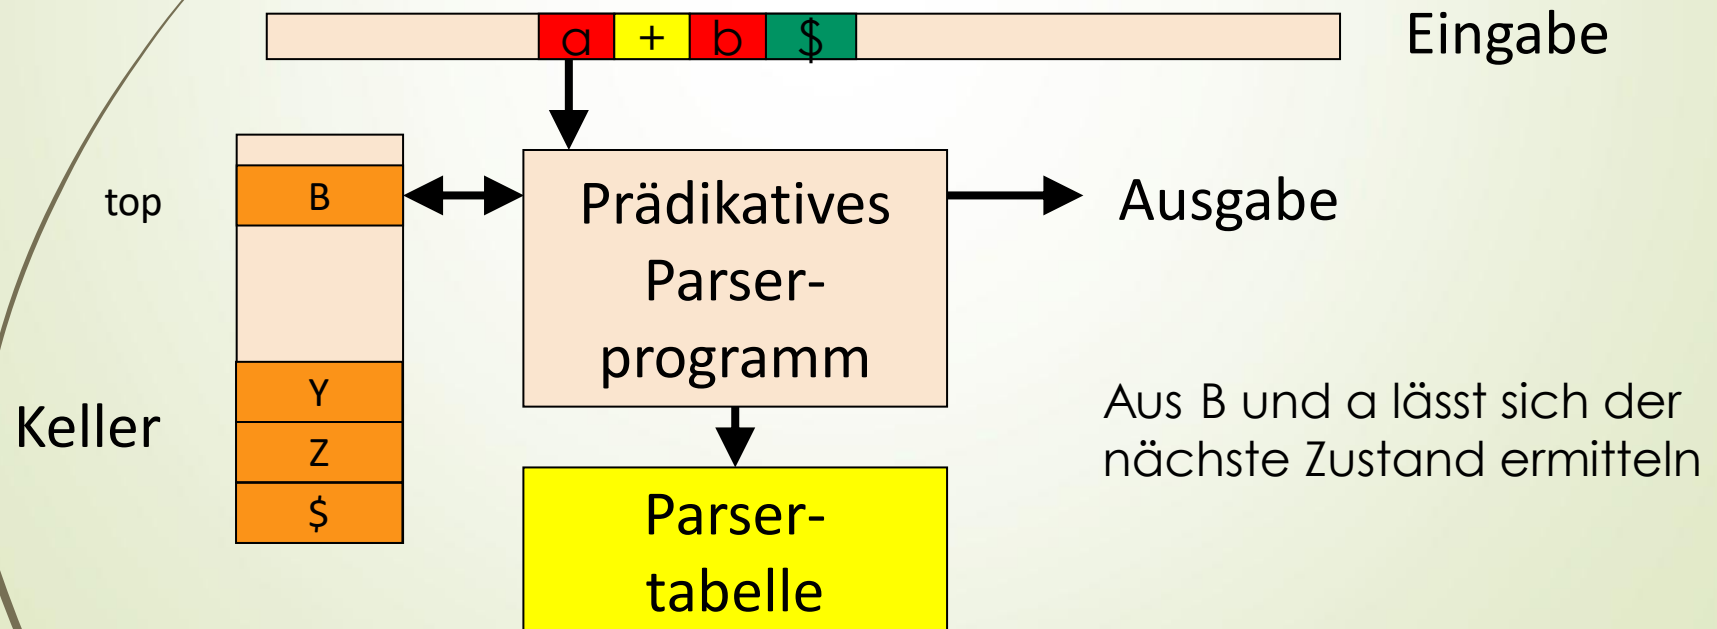 a + b $
Eingabe
top
B
Prädikatives
Parser-
programm
Ausgabe
Keller
Y
Z
$
Aus B und a lässt sich der
nächste Zustand ermitteln
Parser-
tabelle